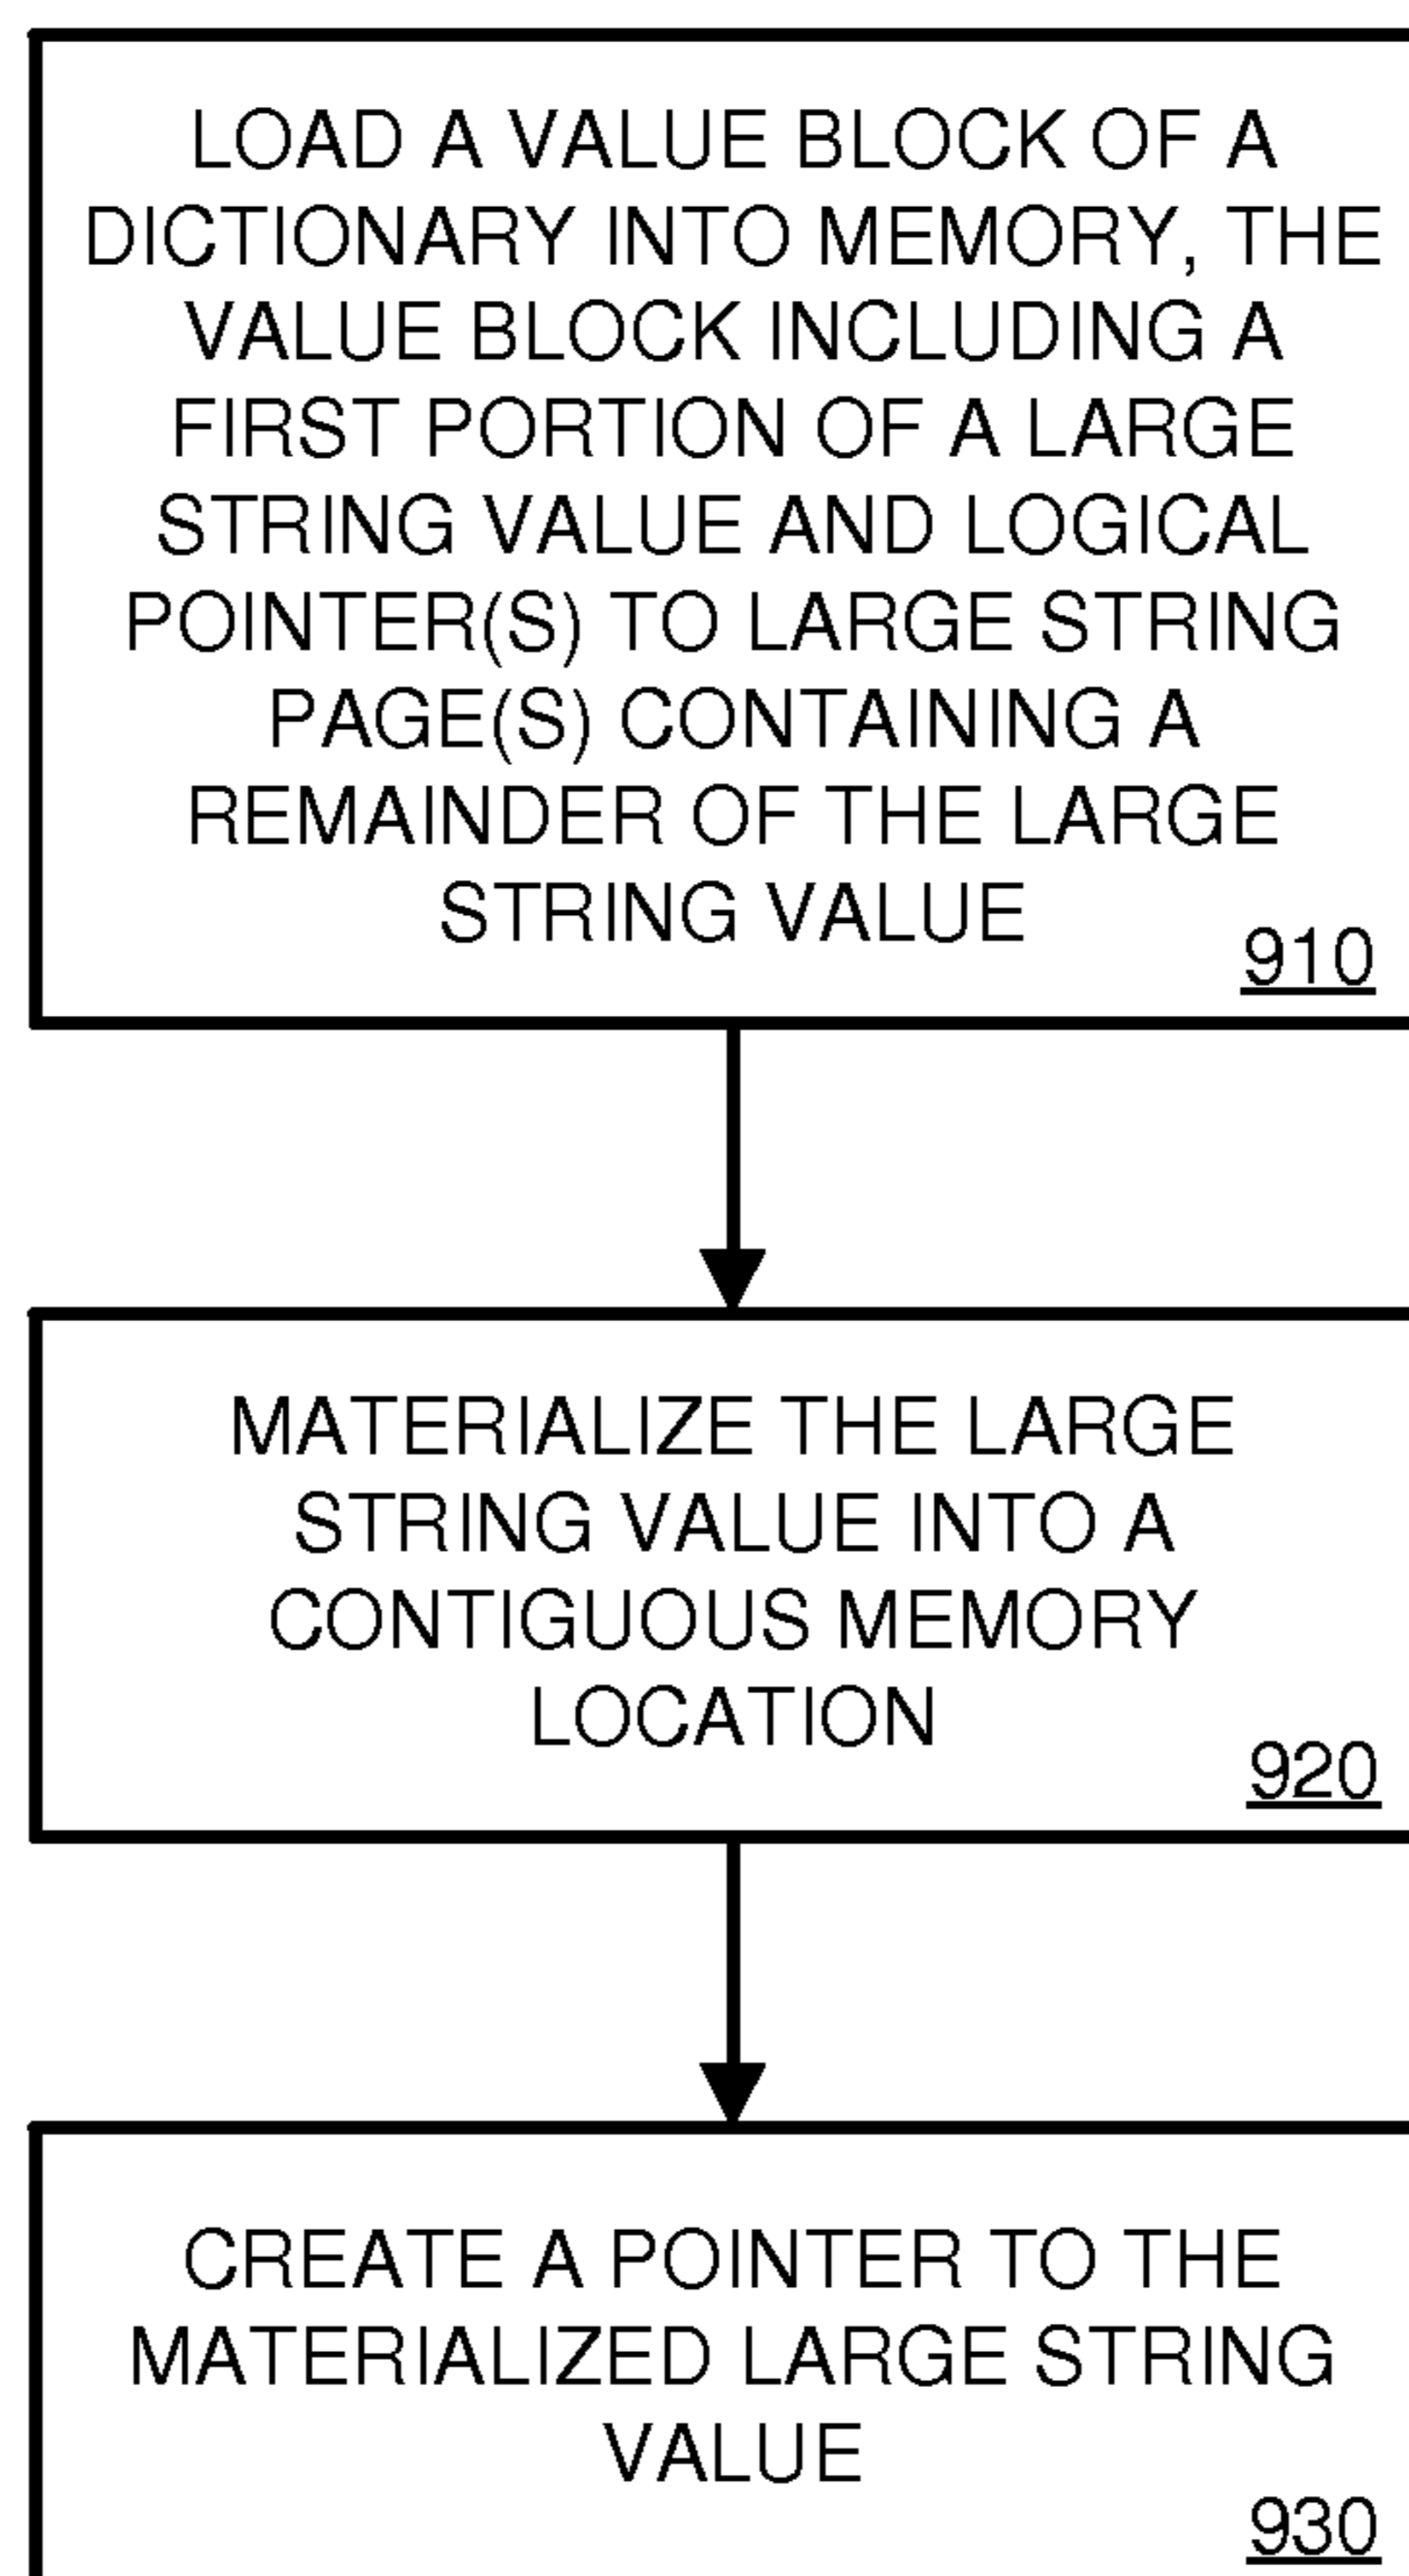 LOAD A VALUE BLOCK OF A
DICTIONARY INTO MEMORY, THE
VALUE BLOCK INCLUDING A
FIRST PORTION OF A LARGE
STRING VALUE AND LOGICAL
POINTER(S) TO LARGE STRING
PAGE(S) CONTAINING A
REMAINDER OF THE LARGE
STRING VALUE
910
MATERIALIZE THE LARGE
STRING VALUE INTO A
CONTIGUOUS MEMORY
LOCATION
920
CREATE A POINTER TO THE
MATERIALIZED LARGE STRING
VALUE
930